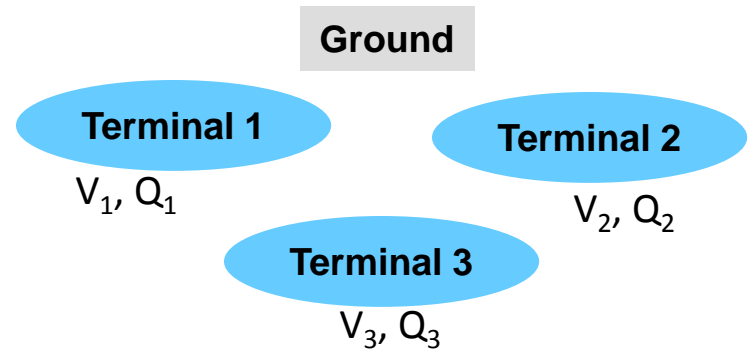 Ground
Terminal 1
Terminal 2
V₁, Q₁
V₂, Q₂
Terminal 3
V₃, Q₃